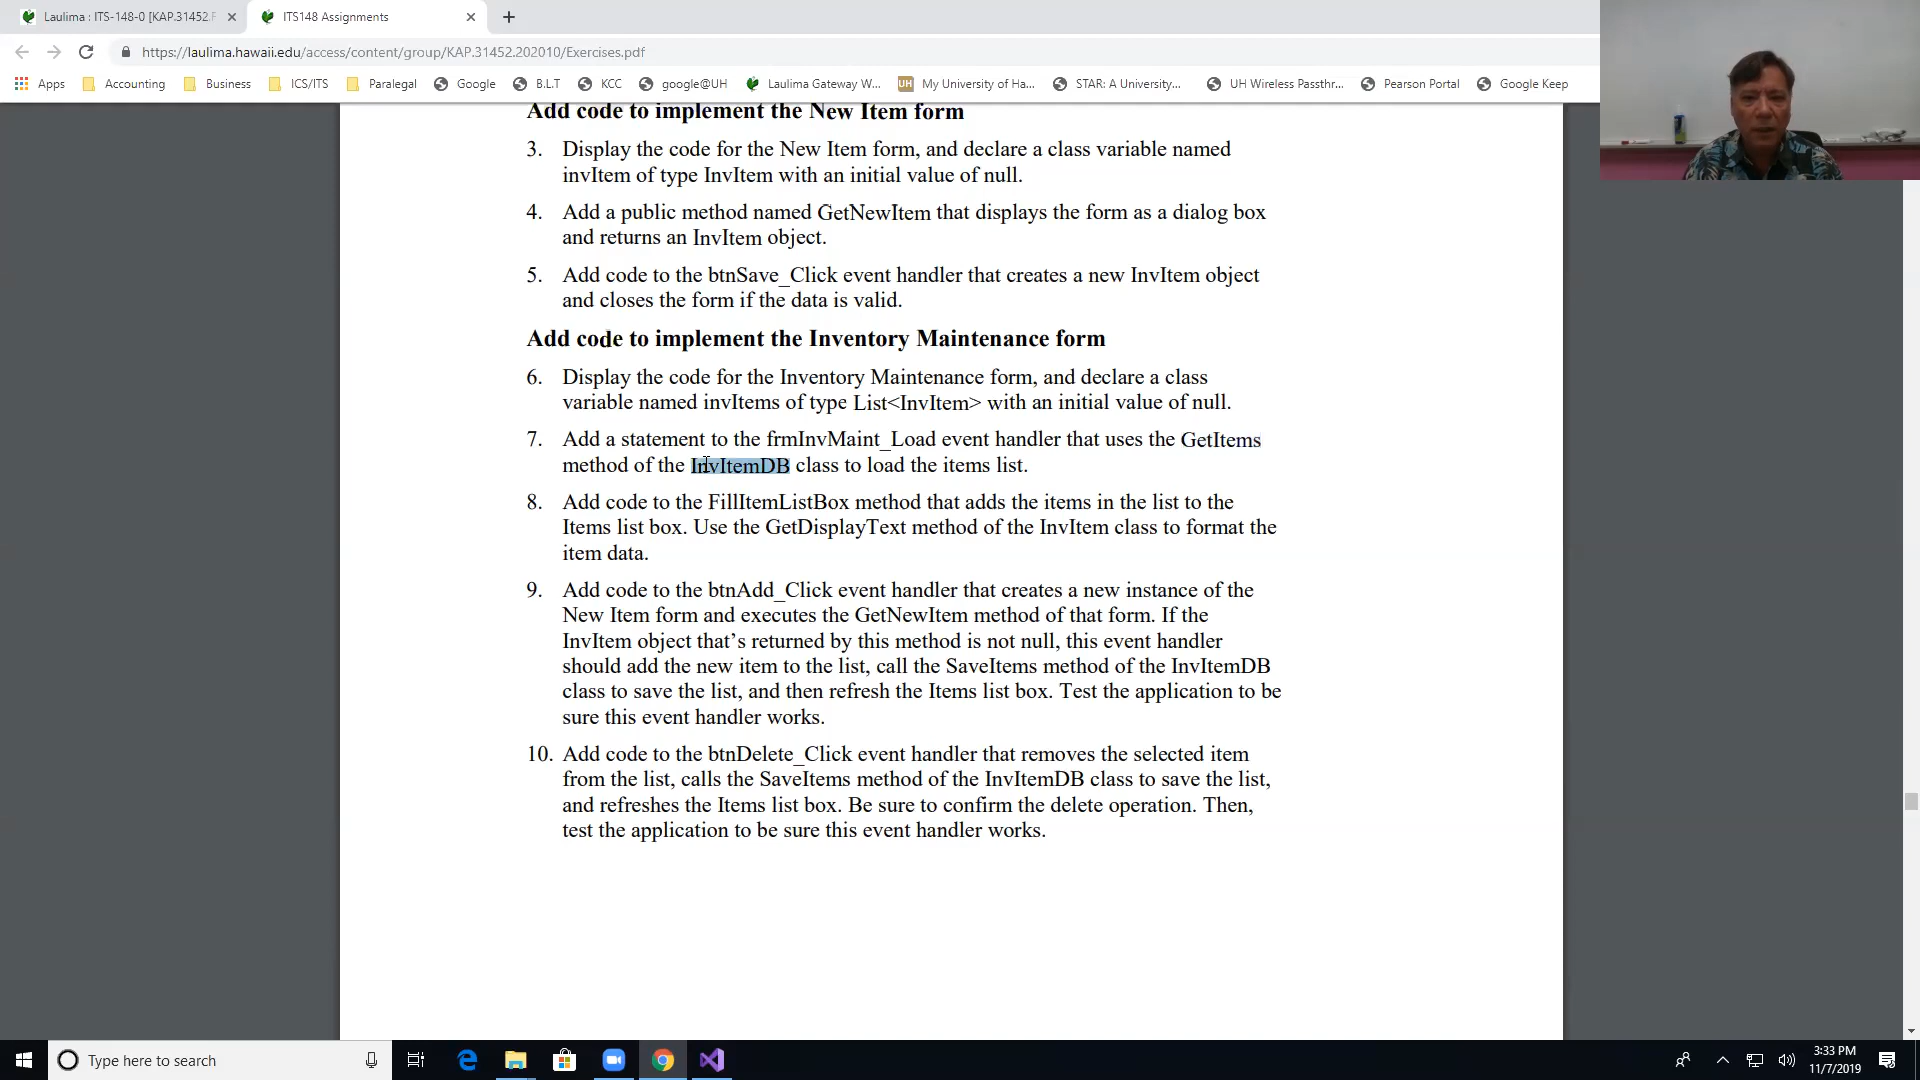 Laulima : ITS-148-0 [KAP.31452.F
ITS148 Assignments
https://laulima.hawaii.edu/access/content/group/KAP.31452.202010/Exercises.pdf
Apps Accounting Business ICS/ITS Paralegal Google B.L.T KCC google@UH Laulima Gateway W... UH My University of Ha... STAR: A University... UH Wireless Passthr... Pearson Portal Google Keep
Add code to implement the New Item form
3. Display the code for the New Item form, and declare a class variable named
invItem of type InvItem with an initial value of null.
4. Add a public method named GetNewItem that displays the form as a dialog box
and returns an InvItem object.
5. Add code to the btnSave_Click event handler that creates a new InvItem object
and closes the form if the data is valid.
Add code to implement the Inventory Maintenance form
6. Display the code for the Inventory Maintenance form, and declare a class
variable named invItems of type List<InvItem> with an initial value of null.
7. Add a statement to the frmInvMaint_Load event handler that uses the GetItems
method of the InvItemDB class to load the items list.
8. Add code to the FillItemListBox method that adds the items in the list to the
Items list box. Use the GetDisplayText method of the InvItem class to format the
item data.
9. Add code to the btnAdd_Click event handler that creates a new instance of the
New Item form and executes the GetNewItem method of that form. If the
InvItem object that’s returned by this method is not null, this event handler
should add the new item to the list, call the SaveItems method of the InvItemDB
class to save the list, and then refresh the Items list box. Test the application to be
sure this event handler works.
10. Add code to the btnDelete_Click event handler that removes the selected item
from the list, calls the SaveItems method of the InvItemDB class to save the list,
and refreshes the Items list box. Be sure to confirm the delete operation. Then,
test the application to be sure this event handler works.
Type here to search
3:33 PM
11/7/2019